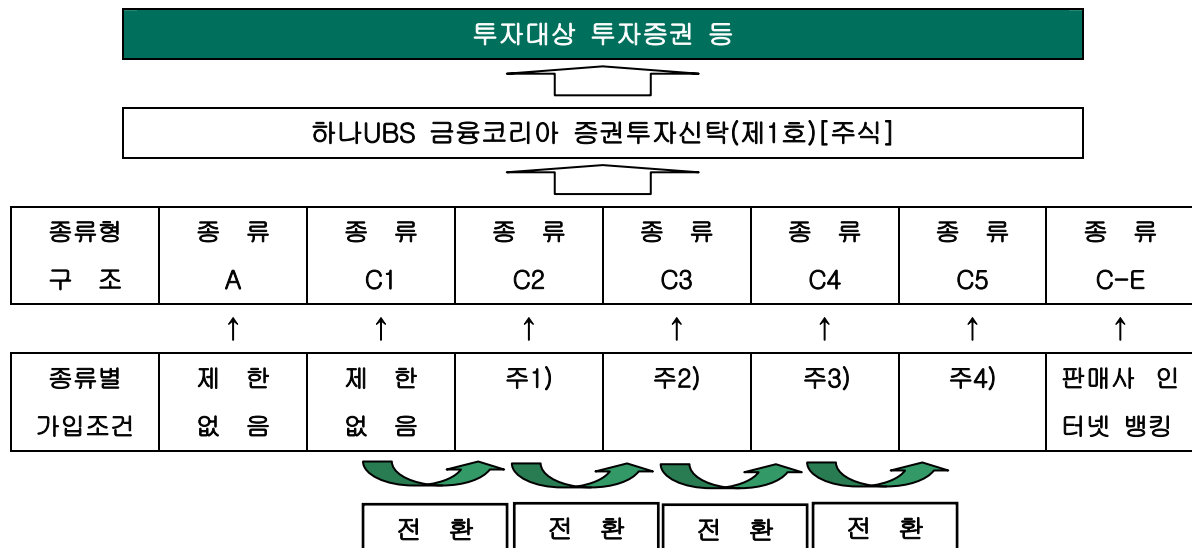 투자대상 투자증권 등
하나UBS 금융코리아 증권투자신탁(제1호)[주식]
종류형 종 류 종 류 종 류 종 류 종 류 종 류 종 류
구 조 A C1 C2 C3 C4 C5 C-E
↑ ↑ ↑ ↑ ↑ ↑ ↑
종류별 제 한 제 한 주1) 주2) 주3) 주4) 판매사 인
가입조건 없 음 없 음 터넷 뱅킹
전 환 전 환 전 환 전 환